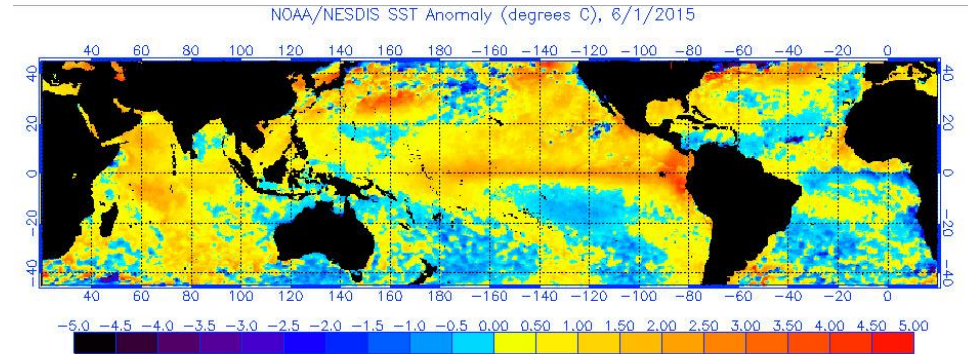 NOAA/NESDIS SST Anomaly (degrees C), 6/1/2015
40 60 80 100 120 140 160 180 -160 -140 -120 -100 -80 -60 -40 -20 0
40 40
20 20
0 0
-20 -20
-40 -40
40 60 80 100 120 140 160 180 -160 -140 -120 -100 -80 -60 -40 -20 0
-5.0 -4.5 -3.5 -3.0 -2.5 -2.0 -1.5 -1.0 -0.5 0.00 0.50 1.00 1.50 2.00 2.50 3.00 3.50 4.00 4.50 5.00